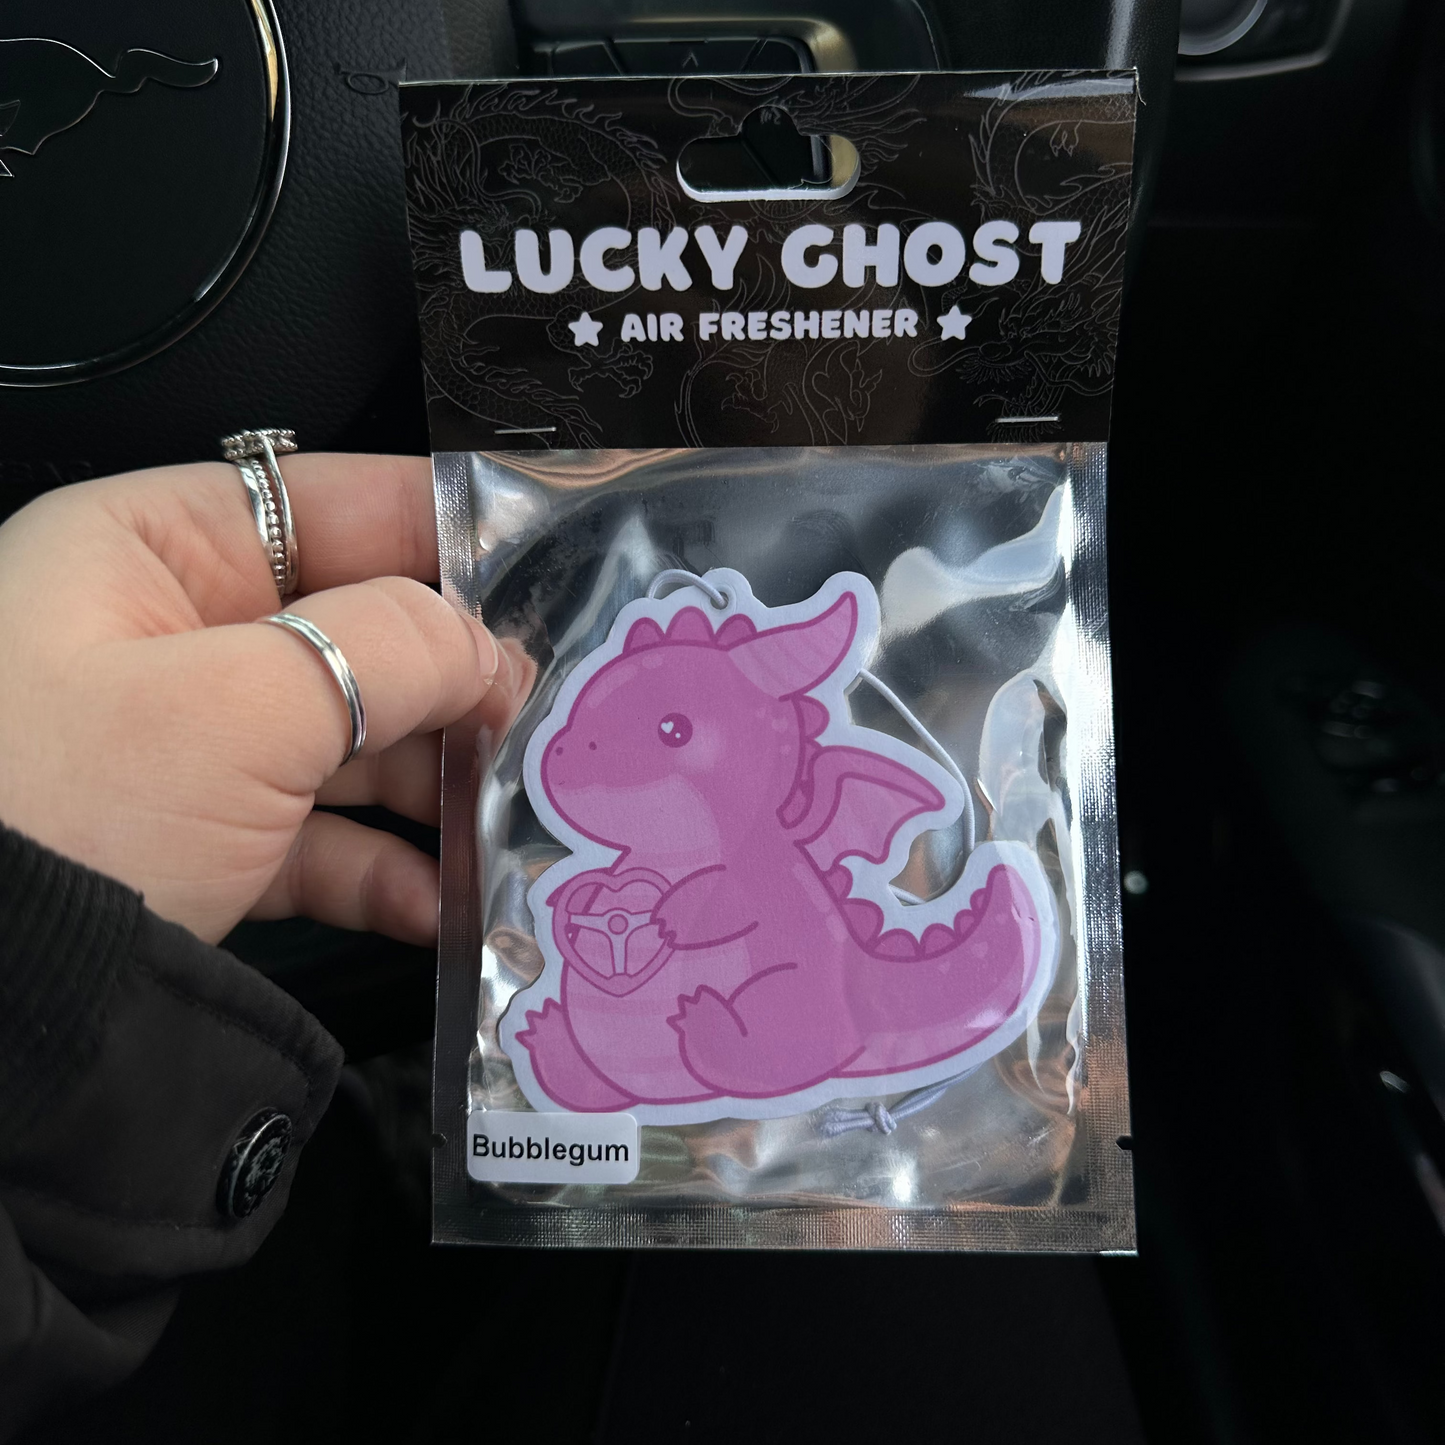 LUCKY GHOST
★ AIR FRESHENER ★
Bubblegum